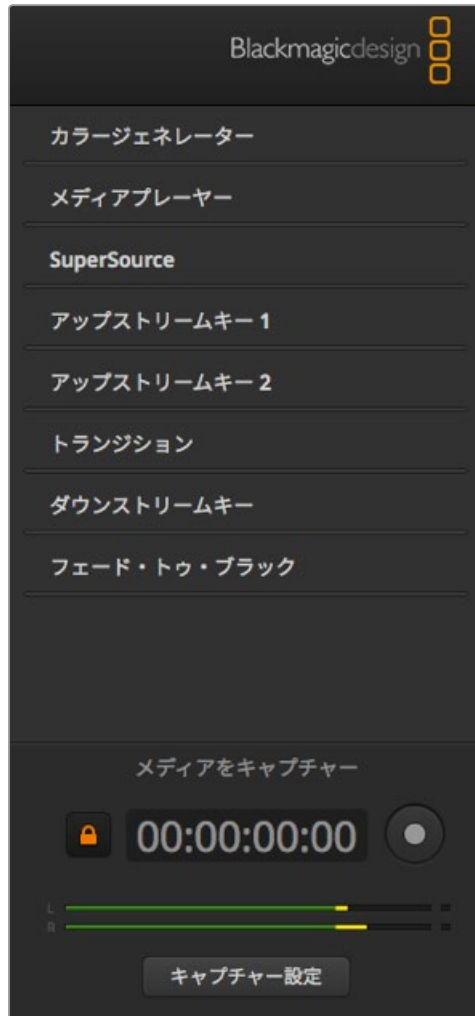 Blackmagicdesign
カラージェネレーター
メディアプレーヤー
SuperSource
アップストリームキー 1
アップストリームキー 2
トランジション
ダウンストリームキー
フェード・トゥ・ブラック
メディアをキャプチャー
00:00:00:00
L
R
キャプチャー設定